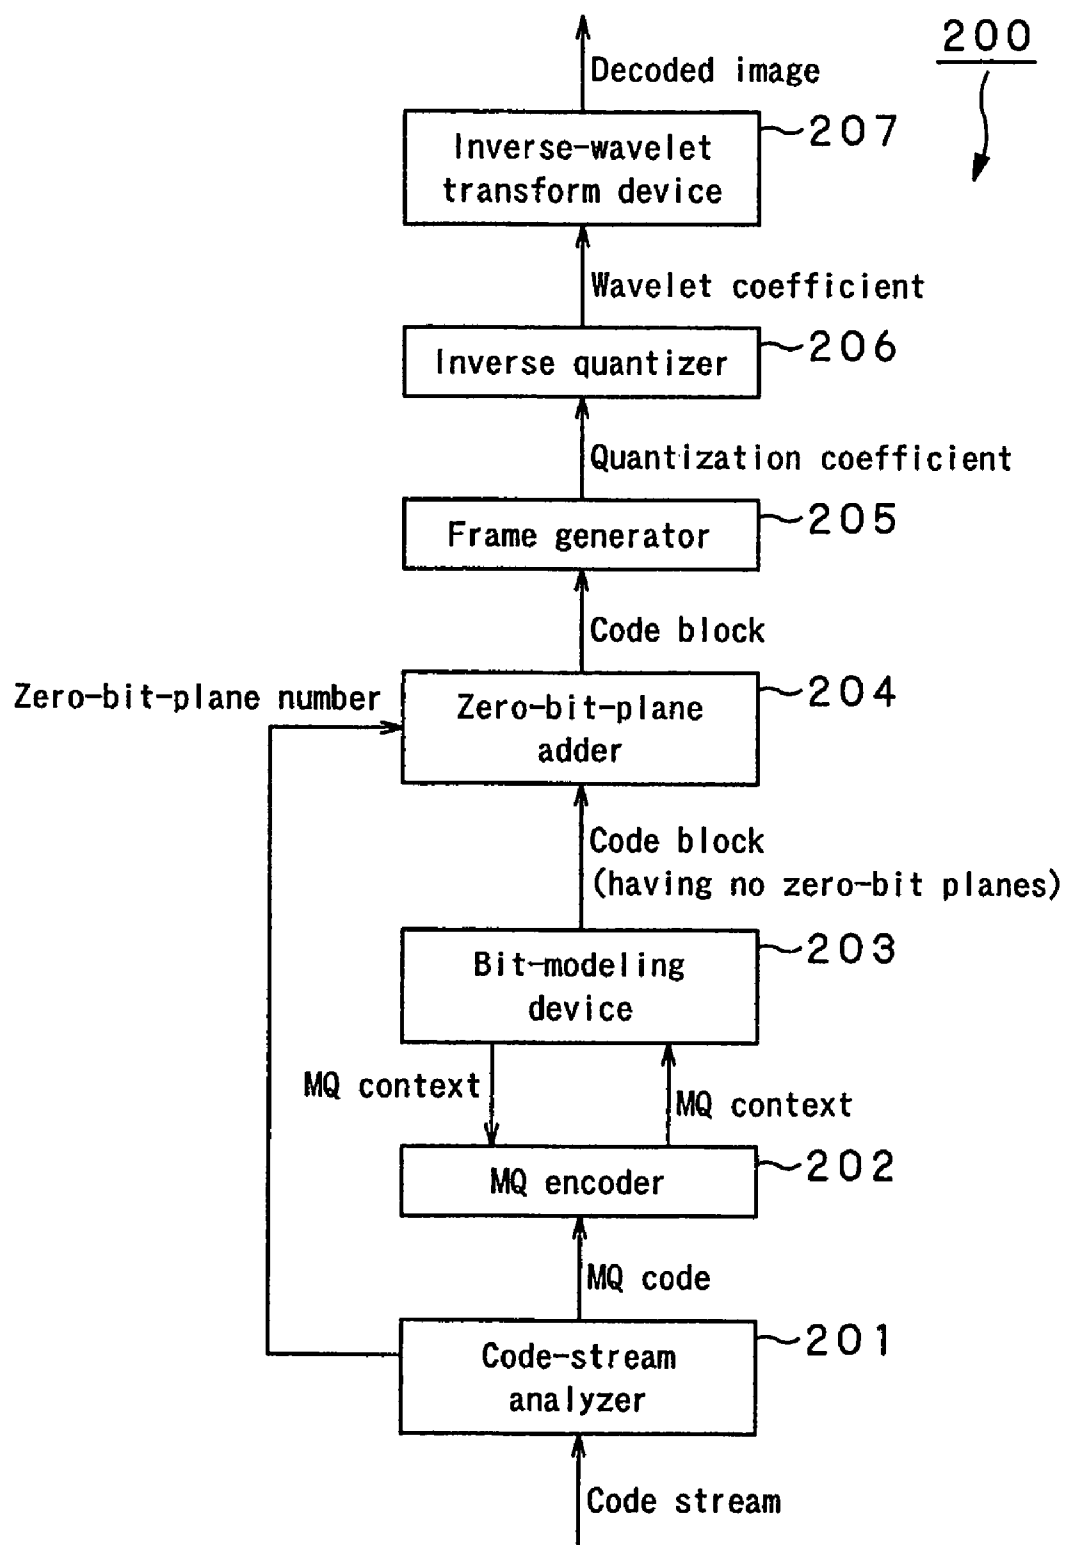 200
Decoded image
207
Inverse-wavelet
transform device
Wavelet coefficient
206
Inverse quantizer
Quantization coefficient
205
Frame generator
Code block
Zero-bit-plane number
204
Zero-bit-plane
adder
Code block
(having no zero-bit planes)
203
Bit-modeling
device
MQ context
MQ context
202
MQ encoder
MQ code
201
Code-stream
analyzer
Code stream